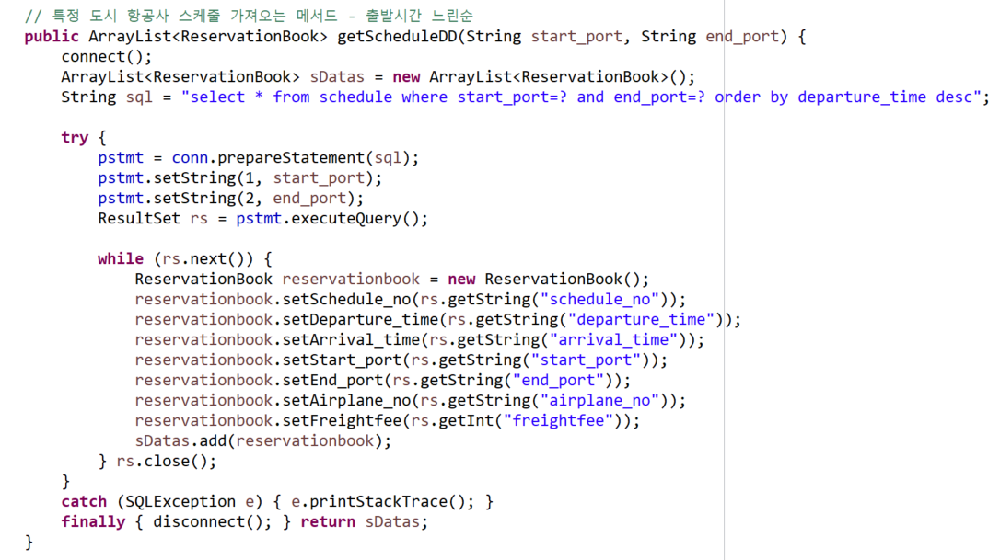 // 특정 도시 항공사 스케줄 가져오는 메서드 - 출발시간 느린순
public ArrayList<ReservationBook> getScheduleDD(String start_port, String end_port) {
connect();
ArrayList<ReservationBook> sDatas = new ArrayList<ReservationBook>();
String sql = "select * from schedule where start_port=? and end_port=? order by departure_time desc";
try {
pstmt = conn.prepareStatement(sql);
pstmt.setString(1, start_port);
pstmt.setString(2, end_port);
ResultSet rs = pstmt.executeQuery();
while (rs.next()) {
ReservationBook reservationbook = new ReservationBook();
reservationbook.setSchedule_no(rs.getString("schedule_no"));
reservationbook.setDeparture_time(rs.getString("departure_time"));
reservationbook.setArrival_time(rs.getString("arrival_time"));
reservationbook.setStart_port(rs.getString("start_port"));
reservationbook.setEnd_port(rs.getString("end_port"));
reservationbook.setAirplane_no(rs.getString("airplane_no"));
reservationbook.setFreightfee(rs.getInt("freightfee"));
sDatas.add(reservationbook);
} rs.close();
}
catch (SQLException e) { e.printStackTrace(); }
finally { disconnect(); } return sDatas;
}